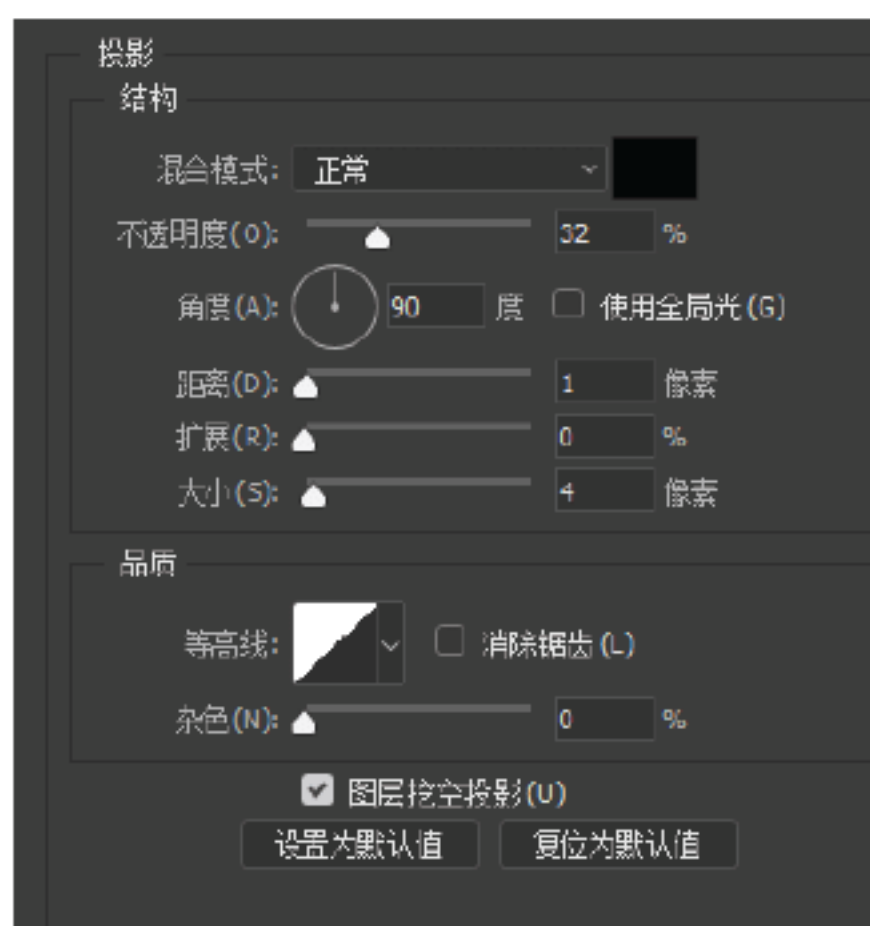 投影
结构
混合模式: 正常
不透明度(O): 32 %
角度(A): 90 度 使用全局光(G)
距离(D): 1 像素
扩展(R): 0 %
大小(S): 4 像素
品质
等高线: 消除锯齿(L)
杂色(N): 0 %
图层挖空投影(U)
设置为默认值 复位为默认值